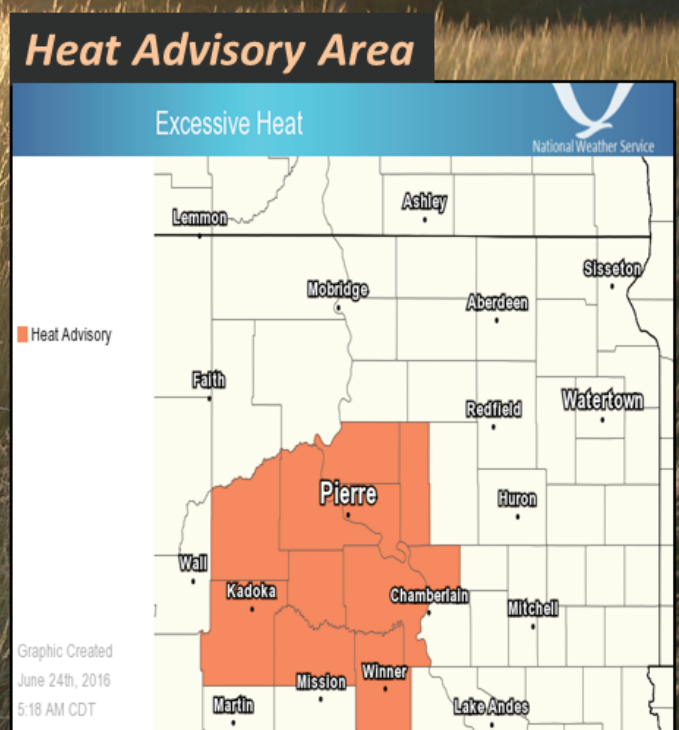 Heat Advisory Area
Excessive Heat
National Weather Service
Ashley
Lemmon
Sisseton
Mobridge
Aberdeen
Heat Advisory
Faith
Watertown
Redfield
Pierre
Huron
Wall
Kadoka
Chamberlain
Mitchell
Graphic Created
June 24th, 2016
5:18 AM CDT
Winner
Mission
Martin
Lake Andes